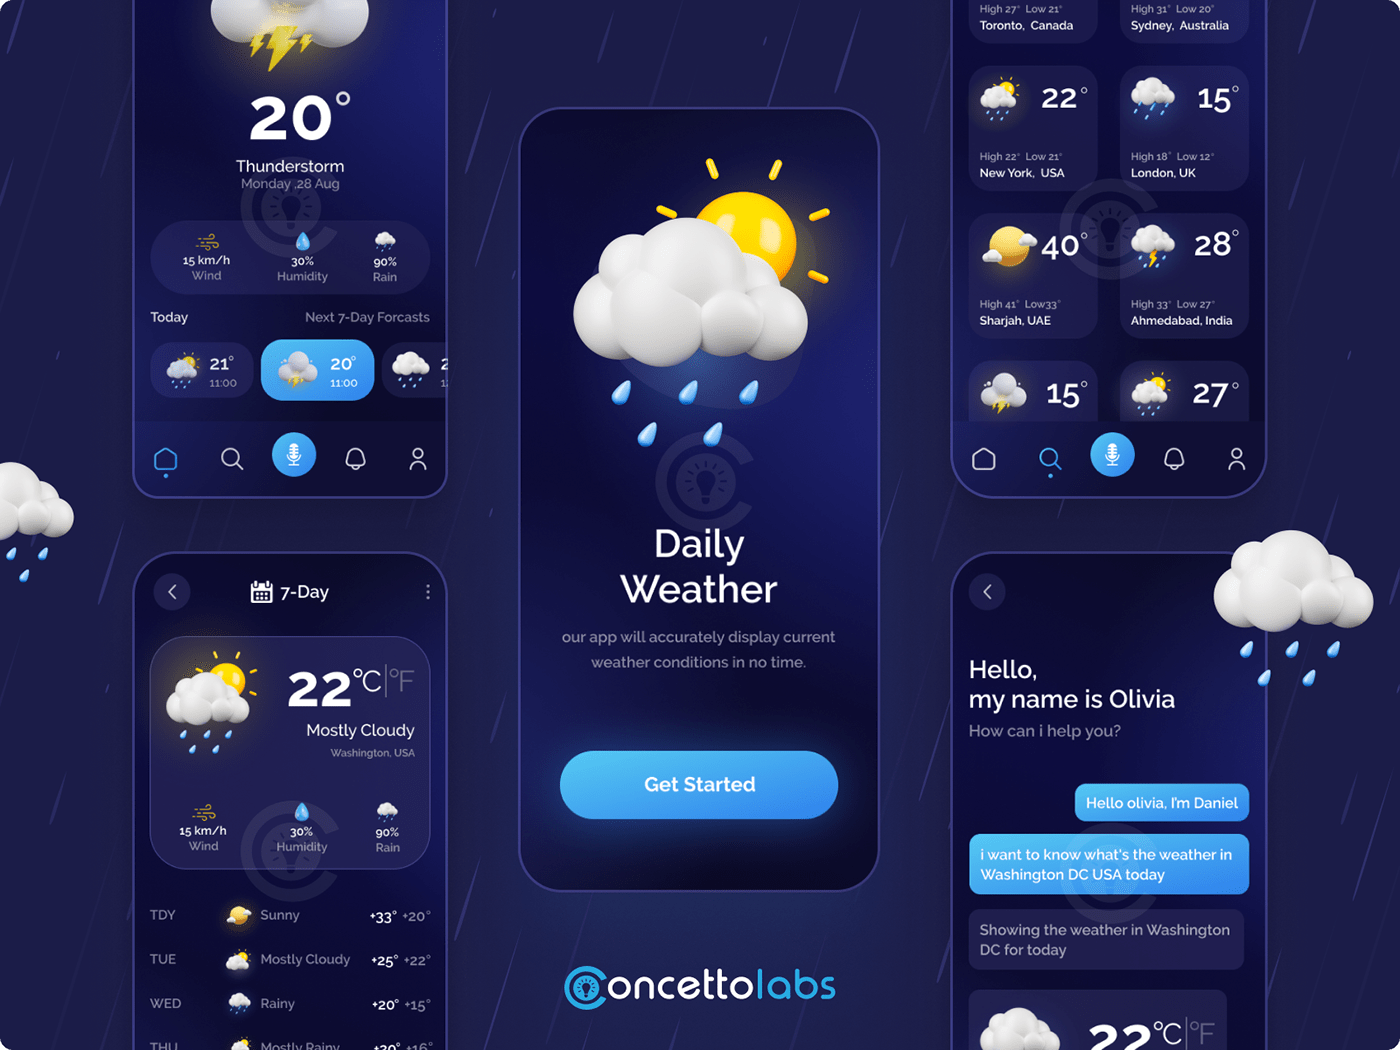 20°
Thunderstorm
Monday ,28 Aug
15 km/h
Wind
30%
Humidity
90%
Rain
Today
Next 7-Day Forcasts
21°
11:00
20°
11:00
7-Day
22°C|°F
Mostly Cloudy
Washington, USA
15 km/h
Wind
30%
Humidity
90%
Rain
TDY Sunny +33° +20°
TUE Mostly Cloudy +25° +22°
WED Rainy +20° +15°
THU Mostly Rainy +20° +16°
Daily
Weather
our app will accurately display current
weather conditions in no time.
Get Started
Concettolabs
High 27° Low 21°
Toronto, Canada
High 31° Low 20°
Sydney, Australia
22°
High 22° Low 21°
New York, USA
15°
High 18° Low 12°
London, UK
40°
High 41° Low33°
Sharjah, UAE
28°
High 33° Low 27°
Ahmedabad, India
15°
27°
Hello,
my name is Olivia
How can i help you?
Hello olivia, I'm Daniel
i want to know what's the weather in
Washington DC USA today
Showing the weather in Washington
DC for today
22°C|°F